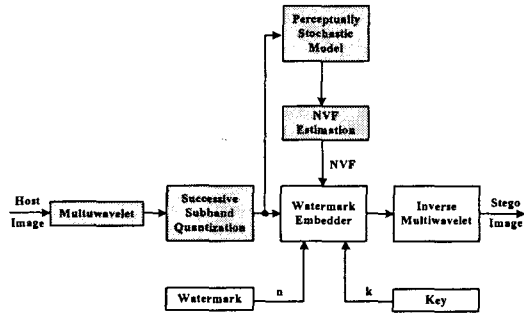 Perceptually
Stochastic
Model
NVF
Estimation
NVF
Host
Image
Multuwavelet
Successive
Subband
Quantization
Watermark
Embedder
Inverse
Multiwavelet
Stego
Image
Watermark
n
k
Key